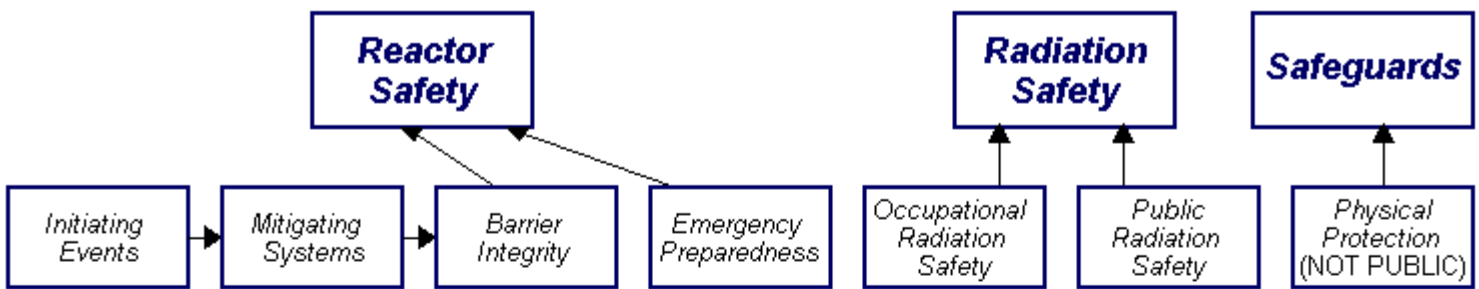 Reactor
Safety
Radiation
Safety
Safeguards
Initiating
Events
Mitigating
Systems
Barrier
Integrity
Emergency
Preparedness
Occupational
Radiation
Safety
Public
Radiation
Safety
Physical
Protection
(NOT PUBLIC)